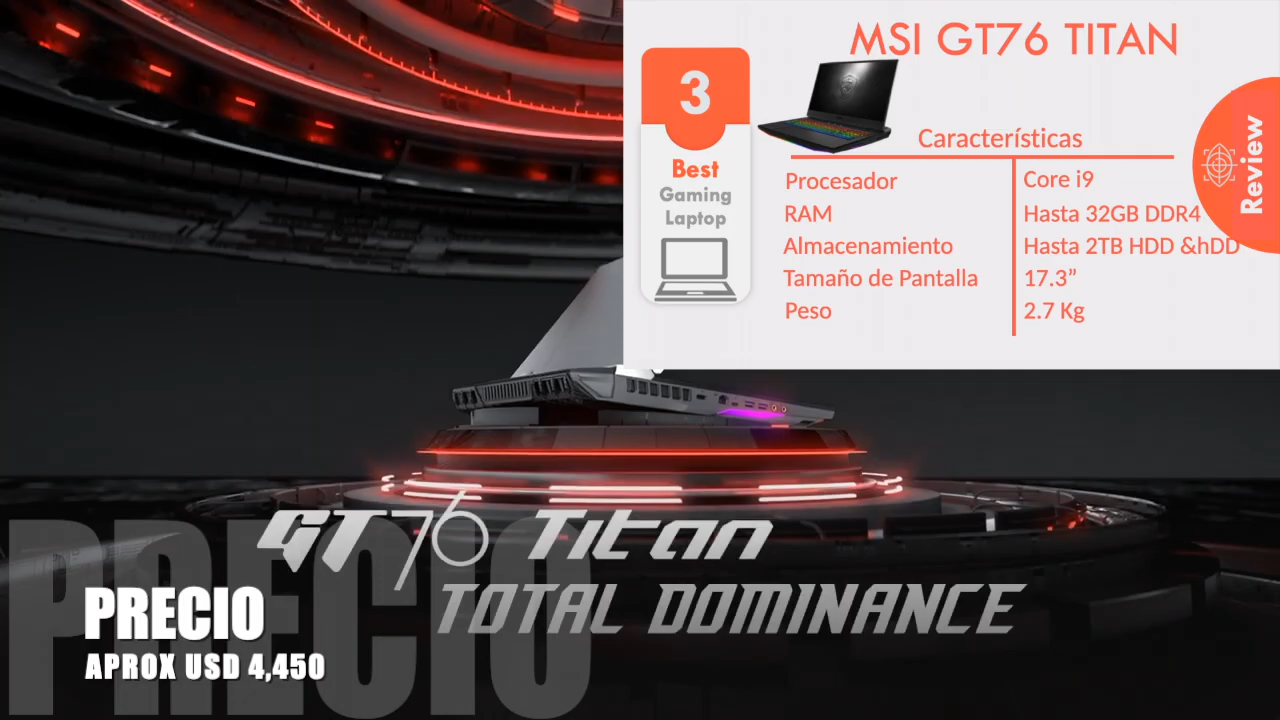 MSI GT76 TITAN
3
Best
Gaming
Laptop
Review
Características
Procesador Core i9
RAM Hasta 32GB DDR4
Almacenamiento Hasta 2TB HDD &hDD
Tamaño de Pantalla 17.3”
Peso 2.7 Kg
GT76 Titan
TOTAL DOMINANCE
PRECIO
PRECIO
APROX USD 4,450